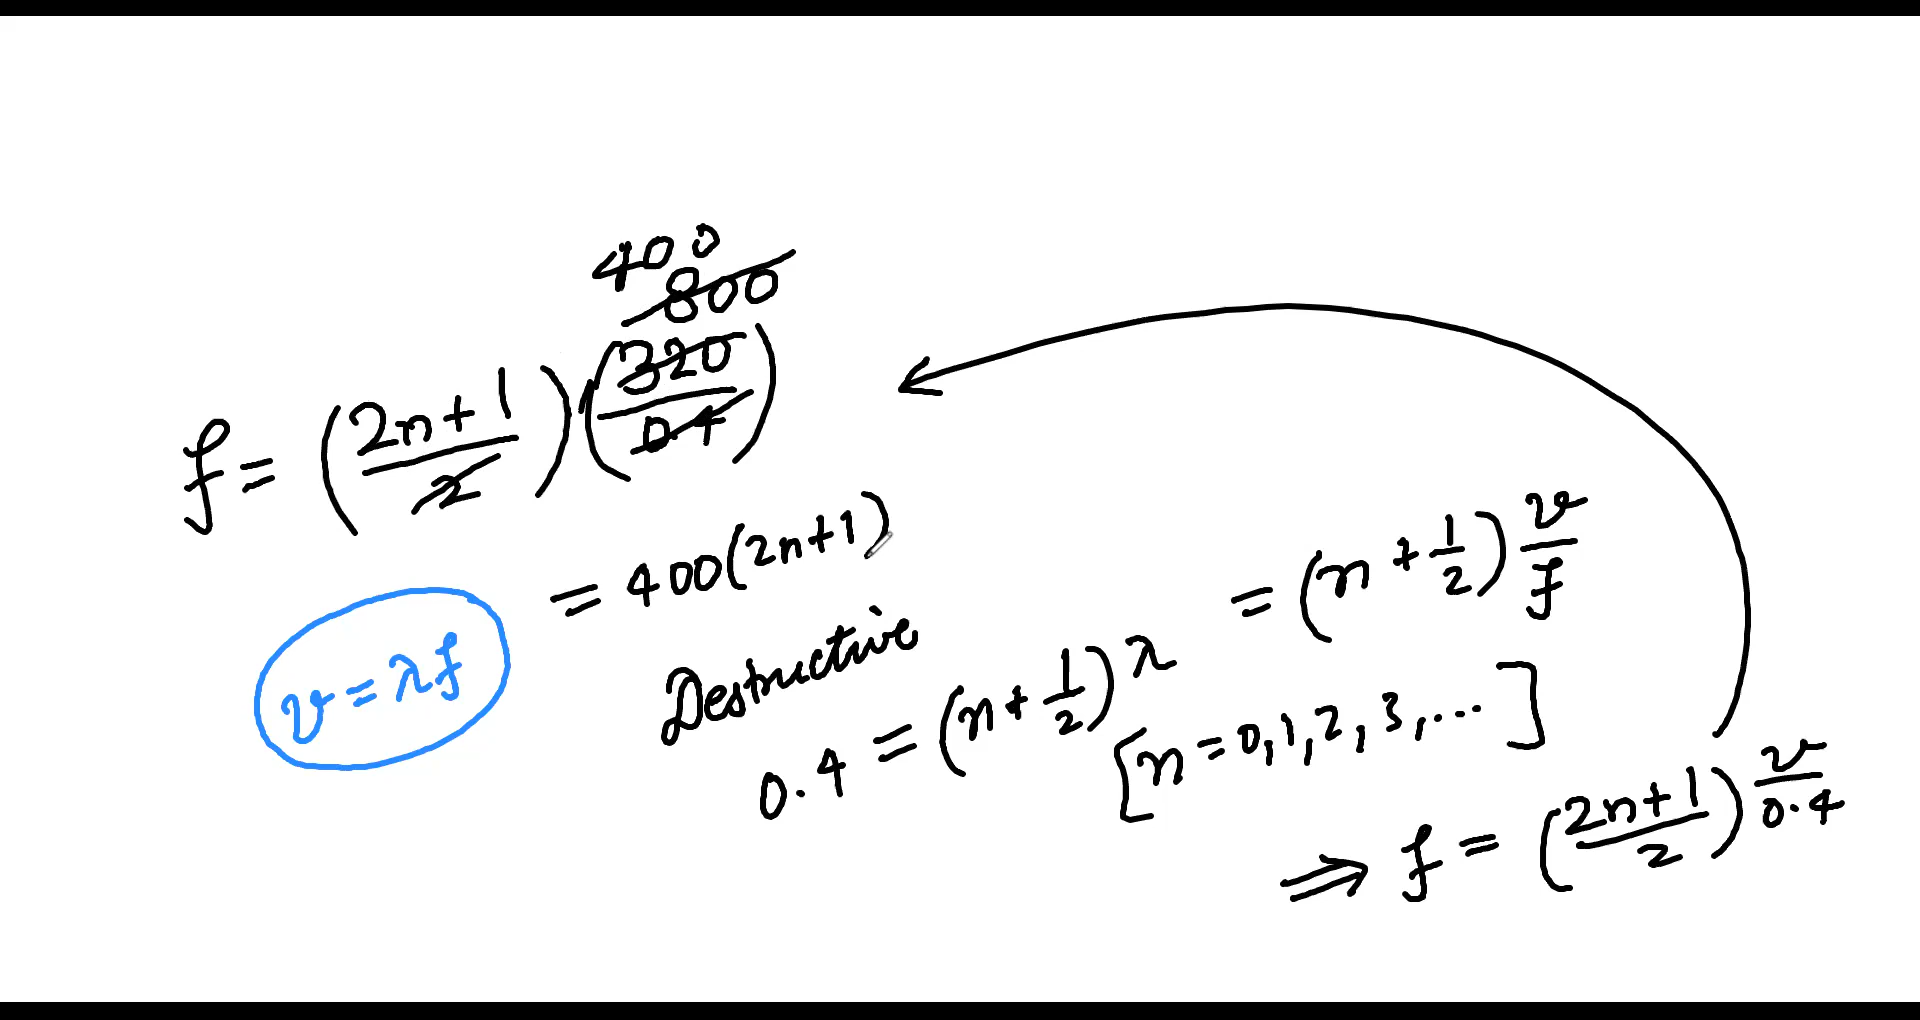 400
800
f = (2n+1/2)(320/0.4)
= 400(2n+1)
v = λf
Destructive
0.4 = (n+1/2)λ = (n+1/2) v/f
[n = 0, 1, 2, 3, ... ]
⇒ f = (2n+1/2) v/0.4